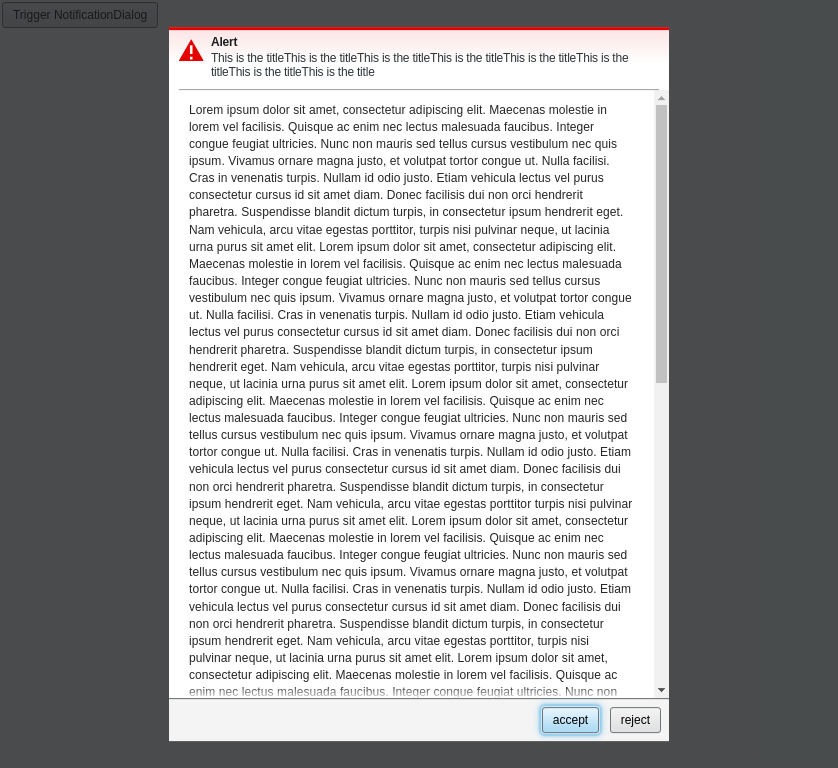 Trigger NotificationDialog
Alert
This is the titleThis is the titleThis is the titleThis is the titleThis is the titleThis is the
titleThis is the titleThis is the title
Lorem ipsum dolor sit amet, consectetur adipiscing elit. Maecenas molestie in
lorem vel facilisis. Quisque ac enim nec lectus malesuada faucibus. Integer
congue feugiat ultricies. Nunc non mauris sed tellus cursus vestibulum nec quis
ipsum. Vivamus ornare magna justo, et volutpat tortor congue ut. Nulla facilisi.
Cras in venenatis turpis. Nullam id odio justo. Etiam vehicula lectus vel purus
consectetur cursus id sit amet diam. Donec facilisis dui non orci hendrerit
pharetra. Suspendisse blandit dictum turpis, in consectetur ipsum hendrerit eget.
Nam vehicula, arcu vitae egestas porttitor, turpis nisi pulvinar neque, ut lacinia
urna purus sit amet elit. Lorem ipsum dolor sit amet, consectetur adipiscing elit.
Maecenas molestie in lorem vel facilisis. Quisque ac enim nec lectus malesuada
faucibus. Integer congue feugiat ultricies. Nunc non mauris sed tellus cursus
vestibulum nec quis ipsum. Vivamus ornare magna justo, et volutpat tortor congue
ut. Nulla facilisi. Cras in venenatis turpis. Nullam id odio justo. Etiam vehicula
lectus vel purus consectetur cursus id sit amet diam. Donec facilisis dui non orci
hendrerit pharetra. Suspendisse blandit dictum turpis, in consectetur ipsum
hendrerit eget. Nam vehicula, arcu vitae egestas porttitor, turpis nisi pulvinar
neque, ut lacinia urna purus sit amet elit. Lorem ipsum dolor sit amet, consectetur
adipiscing elit. Maecenas molestie in lorem vel facilisis. Quisque ac enim nec
lectus malesuada faucibus. Integer congue feugiat ultricies. Nunc non mauris sed
tellus cursus vestibulum nec quis ipsum. Vivamus ornare magna justo, et volutpat
tortor congue ut. Nulla facilisi. Cras in venenatis turpis. Nullam id odio justo. Etiam
vehicula lectus vel purus consectetur cursus id sit amet diam. Donec facilisis dui
non orci hendrerit pharetra. Suspendisse blandit dictum turpis, in consectetur
ipsum hendrerit eget. Nam vehicula, arcu vitae egestas porttitor turpis nisi pulvinar
neque, ut lacinia urna purus sit amet elit. Lorem ipsum dolor sit amet, consectetur
adipiscing elit. Maecenas molestie in lorem vel facilisis. Quisque ac enim nec
lectus malesuada faucibus. Integer congue feugiat ultricies. Nunc non mauris sed
tellus cursus vestibulum nec quis ipsum. Vivamus ornare magna justo, et volutpat
tortor congue ut. Nulla facilisi. Cras in venenatis turpis. Nullam id odio justo. Etiam
vehicula lectus vel purus consectetur cursus id sit amet diam. Donec facilisis dui
non orci hendrerit pharetra. Suspendisse blandit dictum turpis, in consectetur
ipsum hendrerit eget. Nam vehicula, arcu vitae egestas porttitor, turpis nisi
pulvinar neque, ut lacinia urna purus sit amet elit. Lorem ipsum dolor sit amet,
consectetur adipiscing elit. Maecenas molestie in lorem vel facilisis. Quisque ac
enim nec lectus malesuada faucibus. Integer congue feugiat ultricies. Nunc non
accept
reject